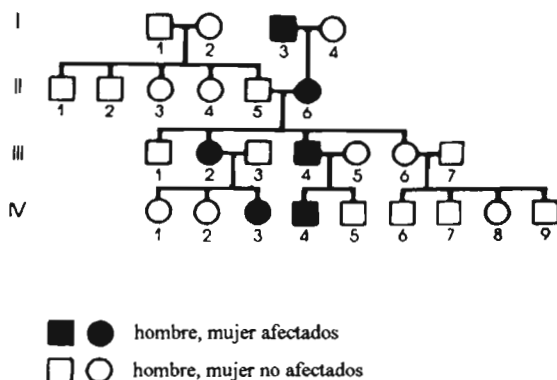 I
1 2 3 4
II
1 2 3 4 5 6
III
1 2 3 4 5 6 7
IV
1 2 3 4 5 6 7 8 9
hombre, mujer afectados
hombre, mujer no afectados